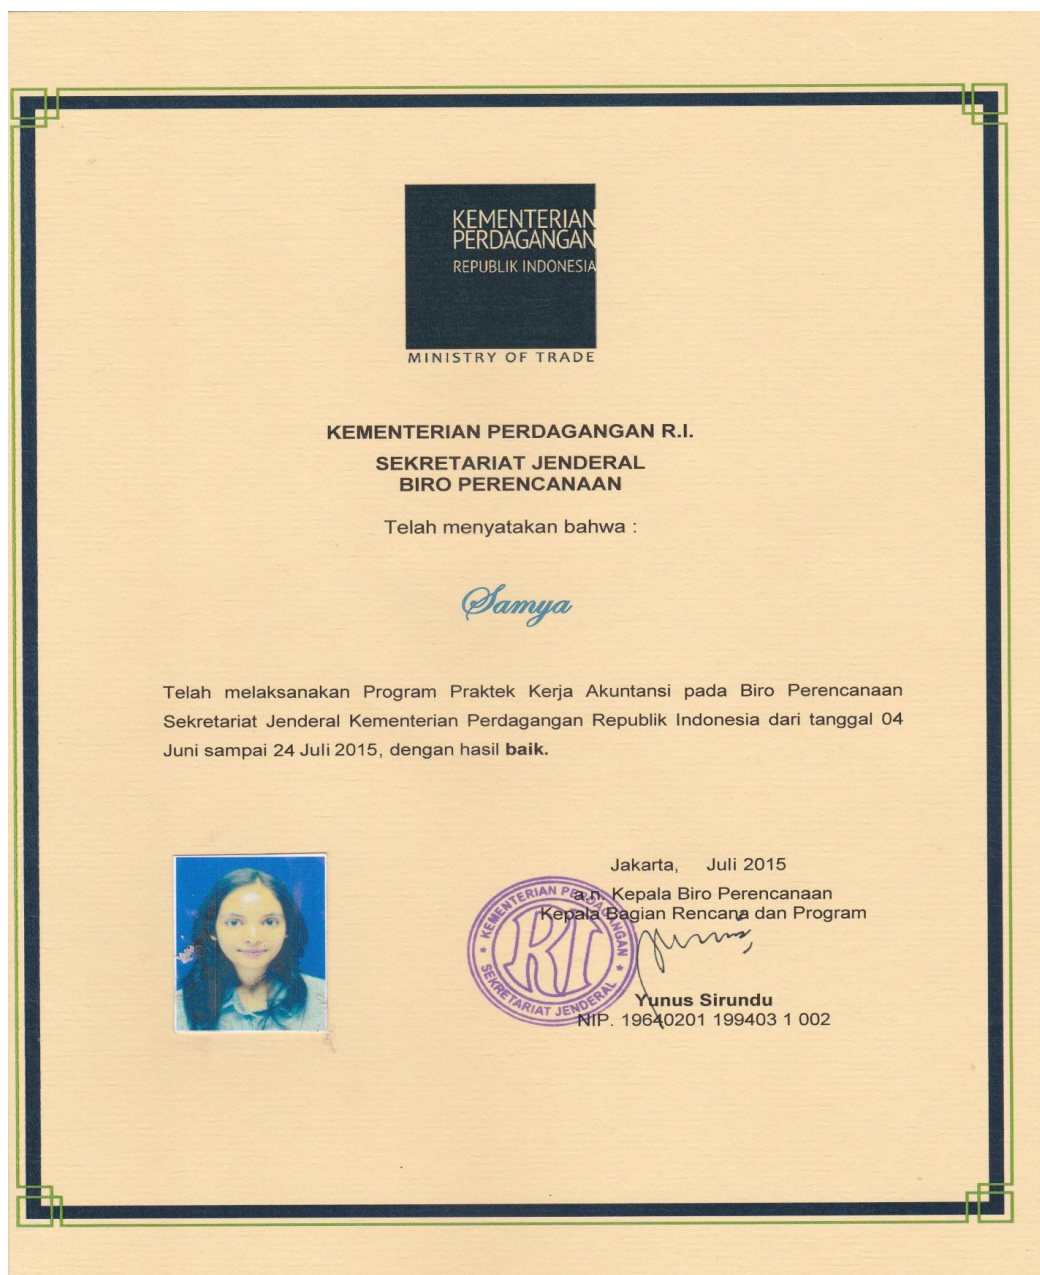 KEMENTERIAN
PERDAGANGAN
REPUBLIK INDONESIA
MINISTRY OF TRADE
KEMENTERIAN PERDAGANGAN R.I.
SEKRETARIAT JENDERAL
BIRO PERENCANAAN
Telah menyatakan bahwa :
Samya
Telah melaksanakan Program Praktek Kerja Akuntansi pada Biro Perencanaan
Sekretariat Jenderal Kementerian Perdagangan Republik Indonesia dari tanggal 04
Juni sampai 24 Juli 2015, dengan hasil baik.
Jakarta, Juli 2015
a.n. Kepala Biro Perencanaan
Kepala Bagian Rencana dan Program
KEMENTERIAN PERDAGANGAN
RI
SEKRETARIAT JENDERAL
Yunus Sirundu
NIP. 19640201 199403 1 002